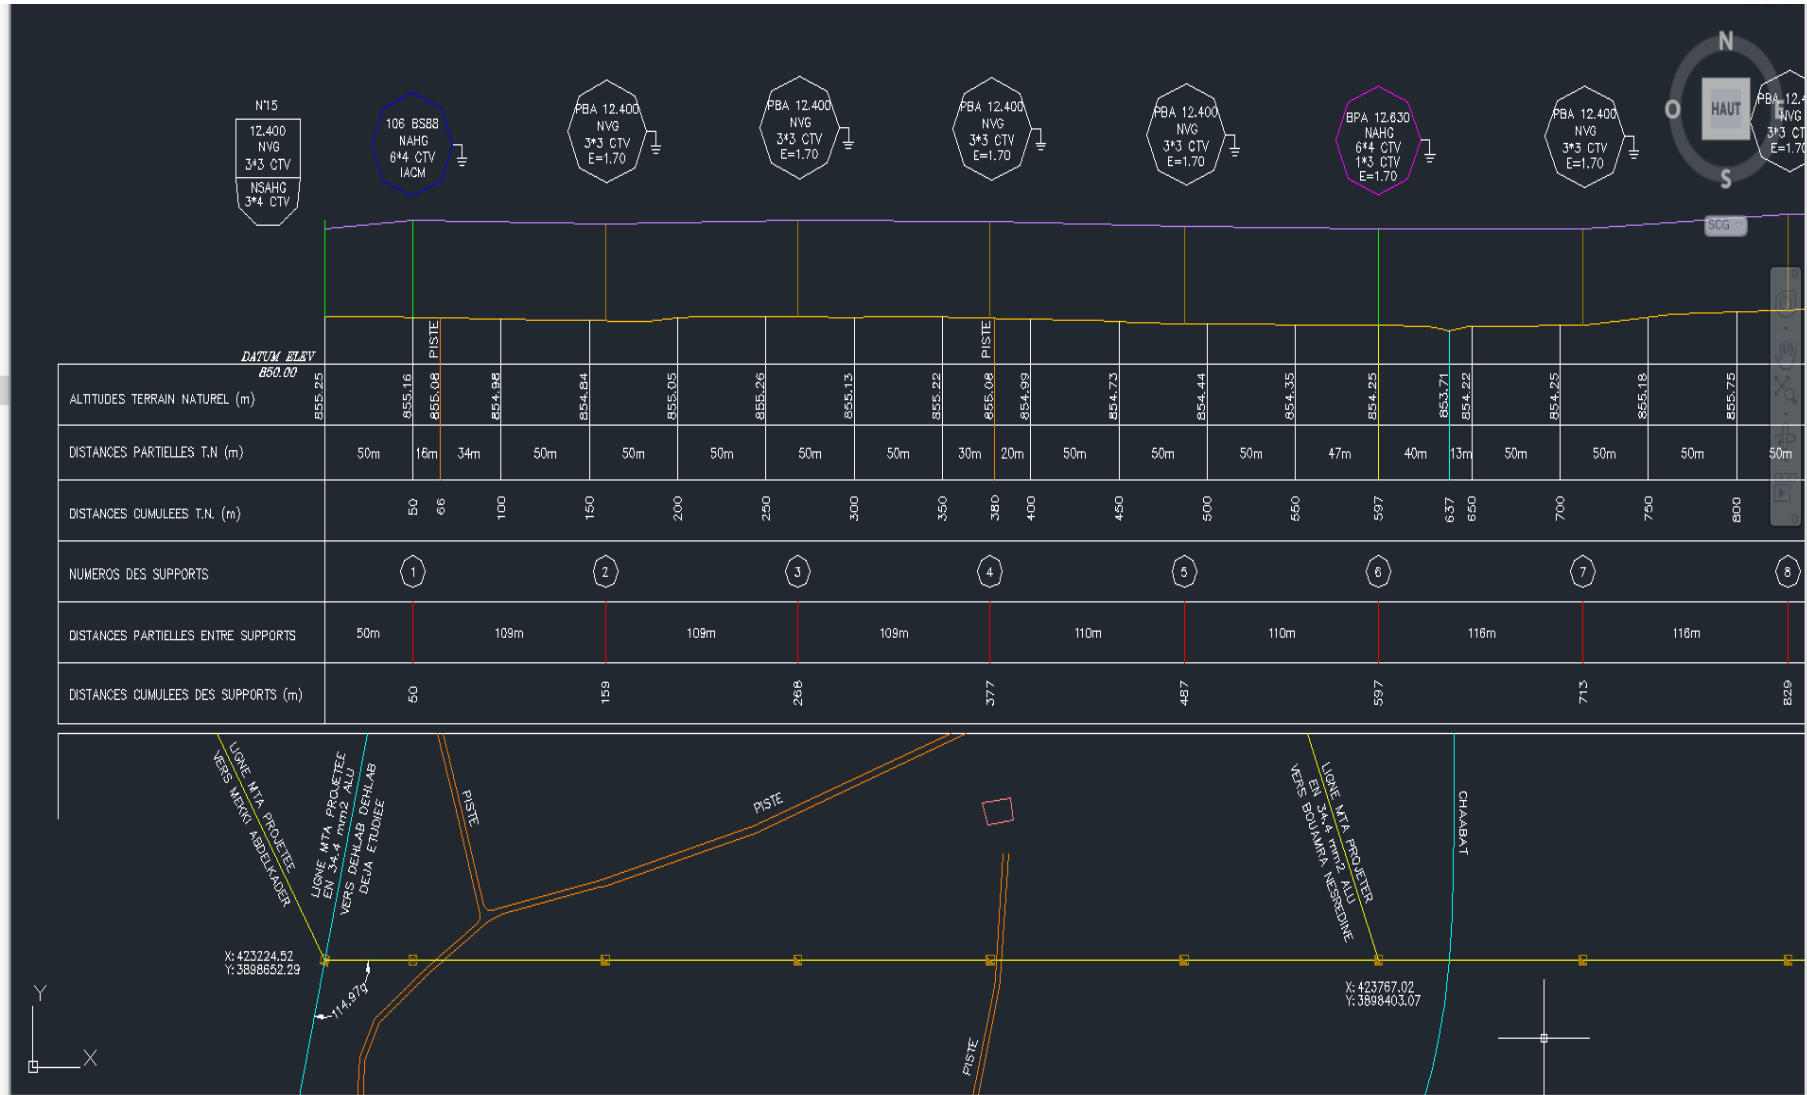 N°15
12.400
NVG
3*3 CTV
NSAHG
3*4 CTV
106 BS88
NAHG
6*4 CTV
IACM
PBA 12.400
NVG
3*3 CTV
E=1.70
PBA 12.400
NVG
3*3 CTV
E=1.70
PBA 12.400
NVG
3*3 CTV
E=1.70
PBA 12.400
NVG
3*3 CTV
E=1.70
BPA 12.630
NAHG
6*4 CTV
1*3 CTV
E=1.70
PBA 12.400
NVG
3*3 CTV
E=1.70
PBA 12.4
NVG
3*3 CT
E=1.70
N
O
HAUT
E
S
SCG
PISTE
PISTE
DATUM ELEV
850.00
ALTITUDES TERRAIN NATUREL (m)
855.25 855.16 855.08 854.98 854.84 855.05 855.26 855.13 855.22 855.08 854.99 854.73 854.44 854.35 854.25 853.71 854.22 854.25 855.18 855.75
DISTANCES PARTIELLES T.N (m)
50m 16m 34m 50m 50m 50m 50m 50m 30m 20m 50m 50m 50m 47m 40m 13m 50m 50m 50m 50m
DISTANCES CUMULEES T.N. (m)
50 66 100 150 200 250 300 350 380 400 450 500 550 597 637 650 700 750 800
NUMEROS DES SUPPORTS
1 2 3 4 5 6 7 8
DISTANCES PARTIELLES ENTRE SUPPORTS
50m 109m 109m 109m 110m 110m 116m 116m
DISTANCES CUMULEES DES SUPPORTS (m)
50 159 268 377 487 597 713 829
LIGNE MTA PROJETEE
VERS MEKKI ABDELKADER
LIGNE MTA PROJETEE
EN 34.4 mm2 ALU
VERS DEHLAB DEHLAB
DEJA ETUDIEE
PISTE
PISTE
LIGNE MTA PROJETER
EN 34.4 mm2 ALU
VERS BOUAMRA NESREDINE
CHAABAT
X: 423224.52
Y: 3898652.29
114.97g
X: 423767.02
Y: 3898403.07
PISTE
Y
X